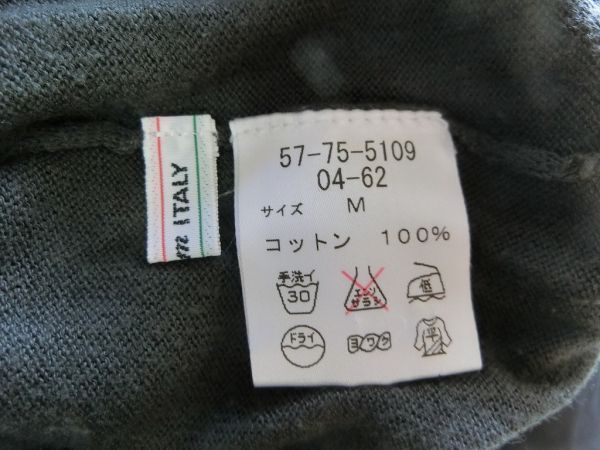 ITALY
57-75-5109
04-62
サイズ M
コットン 100%
手洗イ
30
エンソ
サラシ
低
ドライ
ヨワク
平